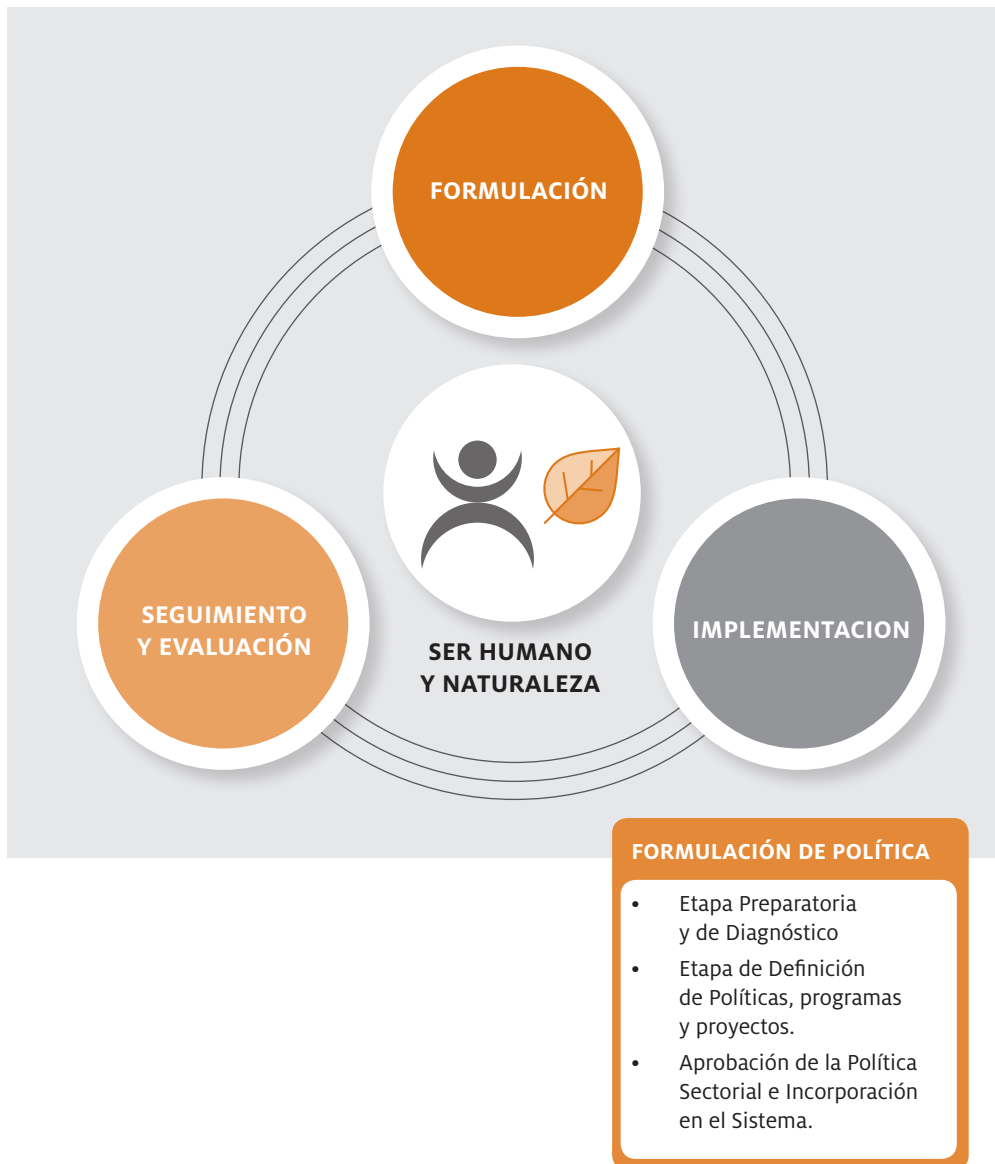 FORMULACIÓN
SEGUIMIENTO
Y EVALUACIÓN
IMPLEMENTACION
SER HUMANO
Y NATURALEZA
FORMULACIÓN DE POLÍTICA
• Etapa Preparatoria
y de Diagnóstico
• Etapa de Definición
de Políticas, programas
y proyectos.
• Aprobación de la Política
Sectorial e Incorporación
en el Sistema.